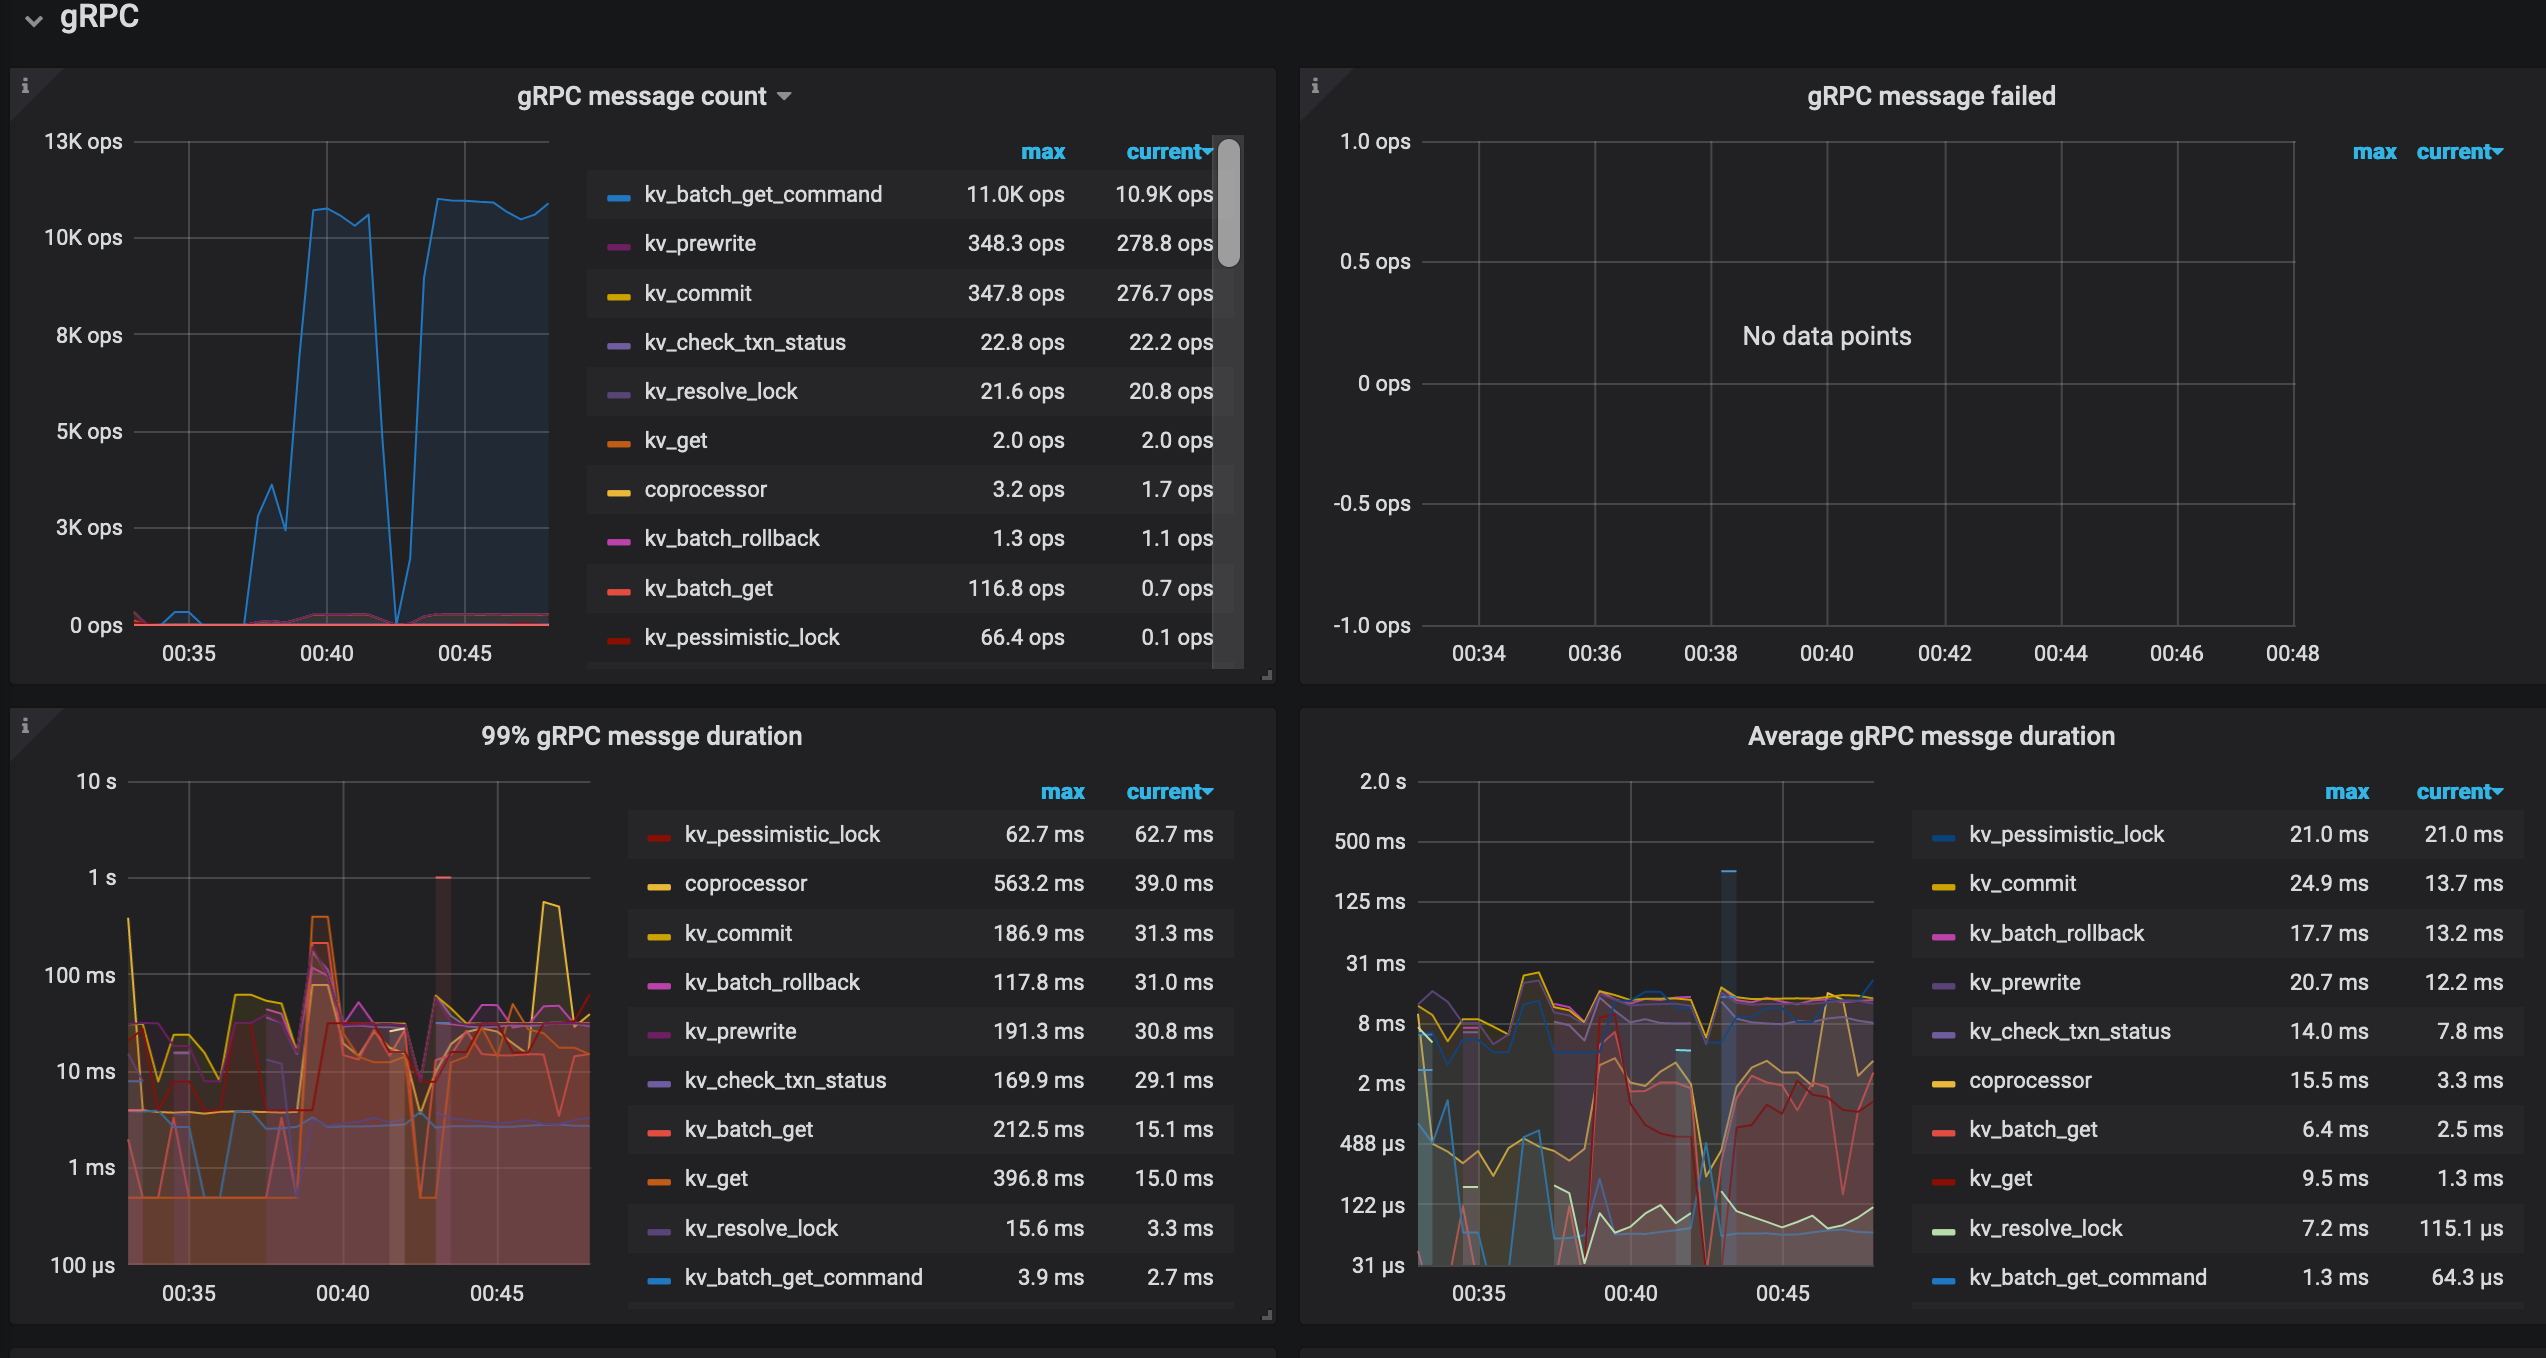 gRPC
gRPC message count
13K ops
10K ops
8K ops
5K ops
3K ops
0 ops
00:35 00:40 00:45
max current
kv_batch_get_command 11.0K ops 10.9K ops
kv_prewrite 348.3 ops 278.8 ops
kv_commit 347.8 ops 276.7 ops
kv_check_txn_status 22.8 ops 22.2 ops
kv_resolve_lock 21.6 ops 20.8 ops
kv_get 2.0 ops 2.0 ops
coprocessor 3.2 ops 1.7 ops
kv_batch_rollback 1.3 ops 1.1 ops
kv_batch_get 116.8 ops 0.7 ops
kv_pessimistic_lock 66.4 ops 0.1 ops
gRPC message failed
1.0 ops
0.5 ops
0 ops
-0.5 ops
-1.0 ops
No data points
00:34 00:36 00:38 00:40 00:42 00:44 00:46 00:48
max current
99% gRPC messge duration
10 s
1 s
100 ms
10 ms
1 ms
100 µs
00:35 00:40 00:45
max current
kv_pessimistic_lock 62.7 ms 62.7 ms
coprocessor 563.2 ms 39.0 ms
kv_commit 186.9 ms 31.3 ms
kv_batch_rollback 117.8 ms 31.0 ms
kv_prewrite 191.3 ms 30.8 ms
kv_check_txn_status 169.9 ms 29.1 ms
kv_batch_get 212.5 ms 15.1 ms
kv_get 396.8 ms 15.0 ms
kv_resolve_lock 15.6 ms 3.3 ms
kv_batch_get_command 3.9 ms 2.7 ms
Average gRPC messge duration
2.0 s
500 ms
125 ms
31 ms
8 ms
2 ms
488 µs
122 µs
31 µs
00:35 00:40 00:45
max current
kv_pessimistic_lock 21.0 ms 21.0 ms
kv_commit 24.9 ms 13.7 ms
kv_batch_rollback 17.7 ms 13.2 ms
kv_prewrite 20.7 ms 12.2 ms
kv_check_txn_status 14.0 ms 7.8 ms
coprocessor 15.5 ms 3.3 ms
kv_batch_get 6.4 ms 2.5 ms
kv_get 9.5 ms 1.3 ms
kv_resolve_lock 7.2 ms 115.1 µs
kv_batch_get_command 1.3 ms 64.3 µs